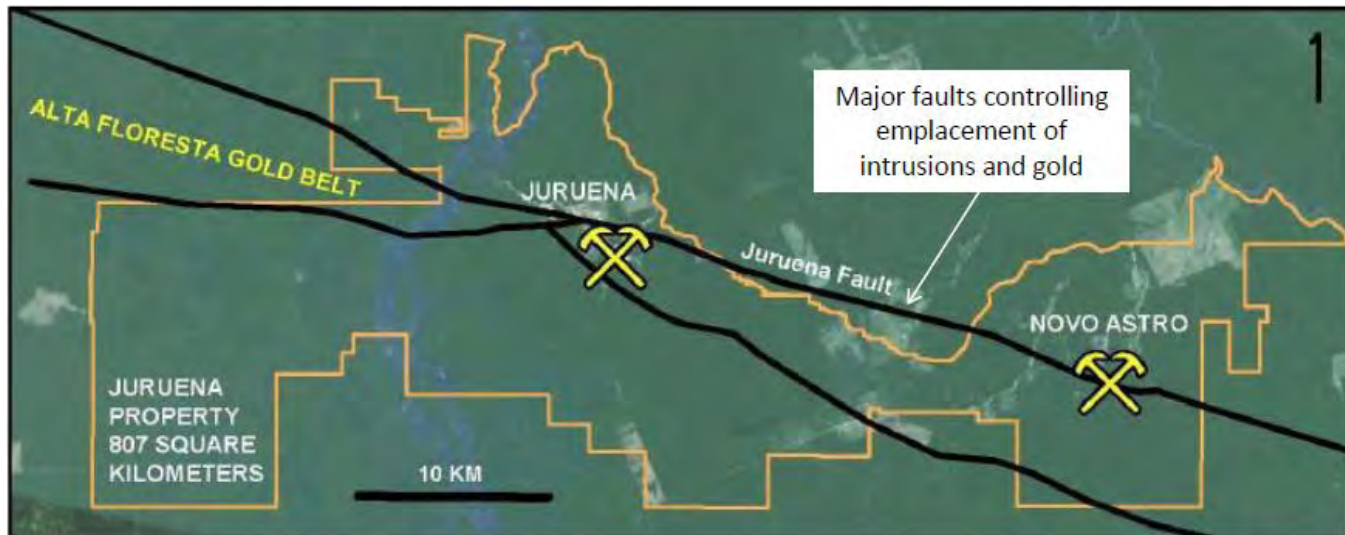 ALTA FLORESTA GOLD BELT
Major faults controlling
emplacement of
intrusions and gold
JURUENA
Juruena Fault
NOVO ASTRO
JURUENA
PROPERTY
807 SQUARE
KILOMETERS
10 KM